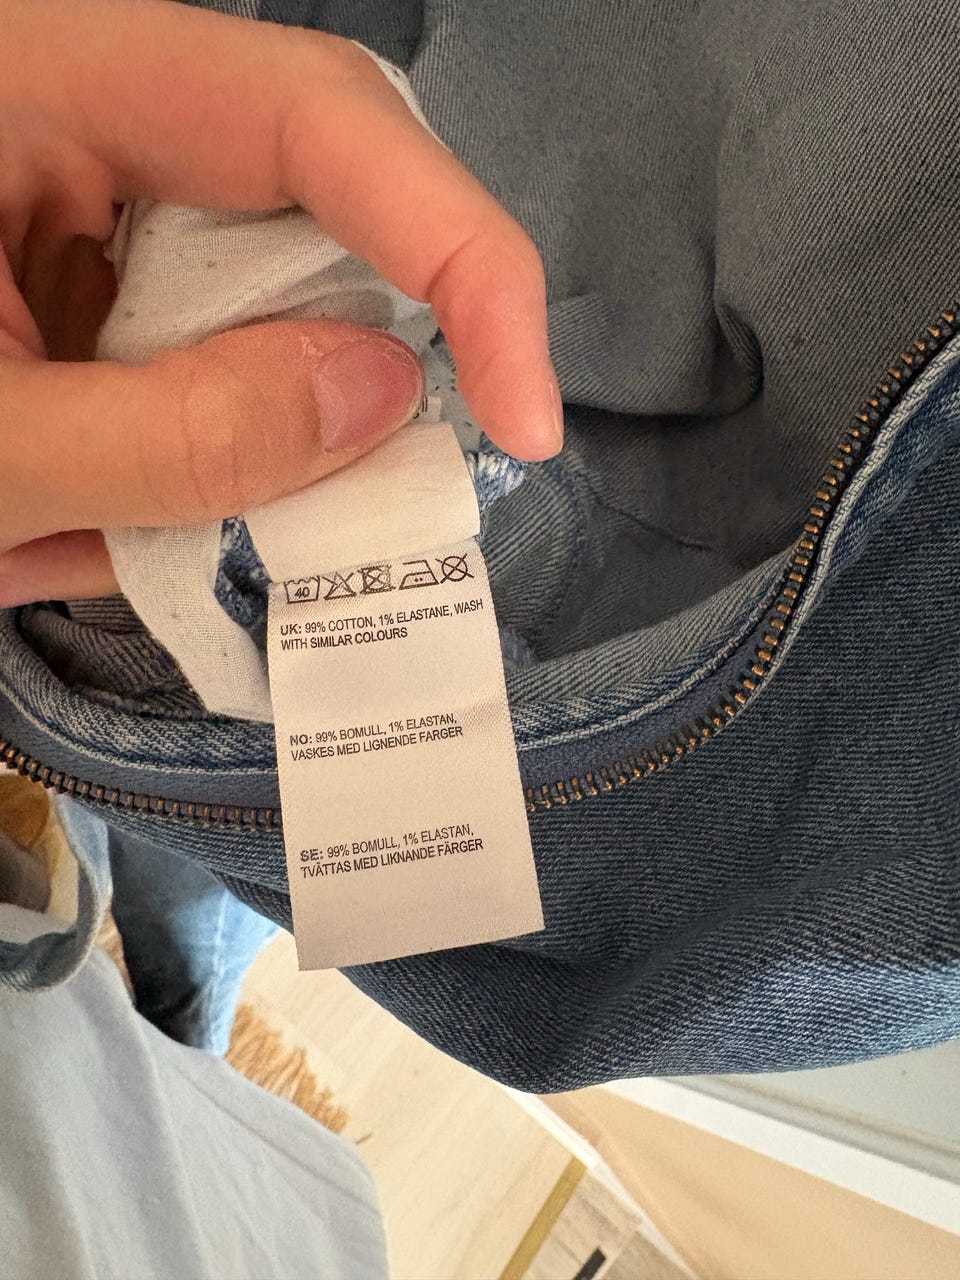 40
UK: 99% COTTON, 1% ELASTANE, WASH
WITH SIMILAR COLOURS
NO: 99% BOMULL, 1% ELASTAN,
VASKES MED LIGNENDE FARGER
SE: 99% BOMULL, 1% ELASTAN,
TVÄTTAS MED LIKNANDE FÄRGER